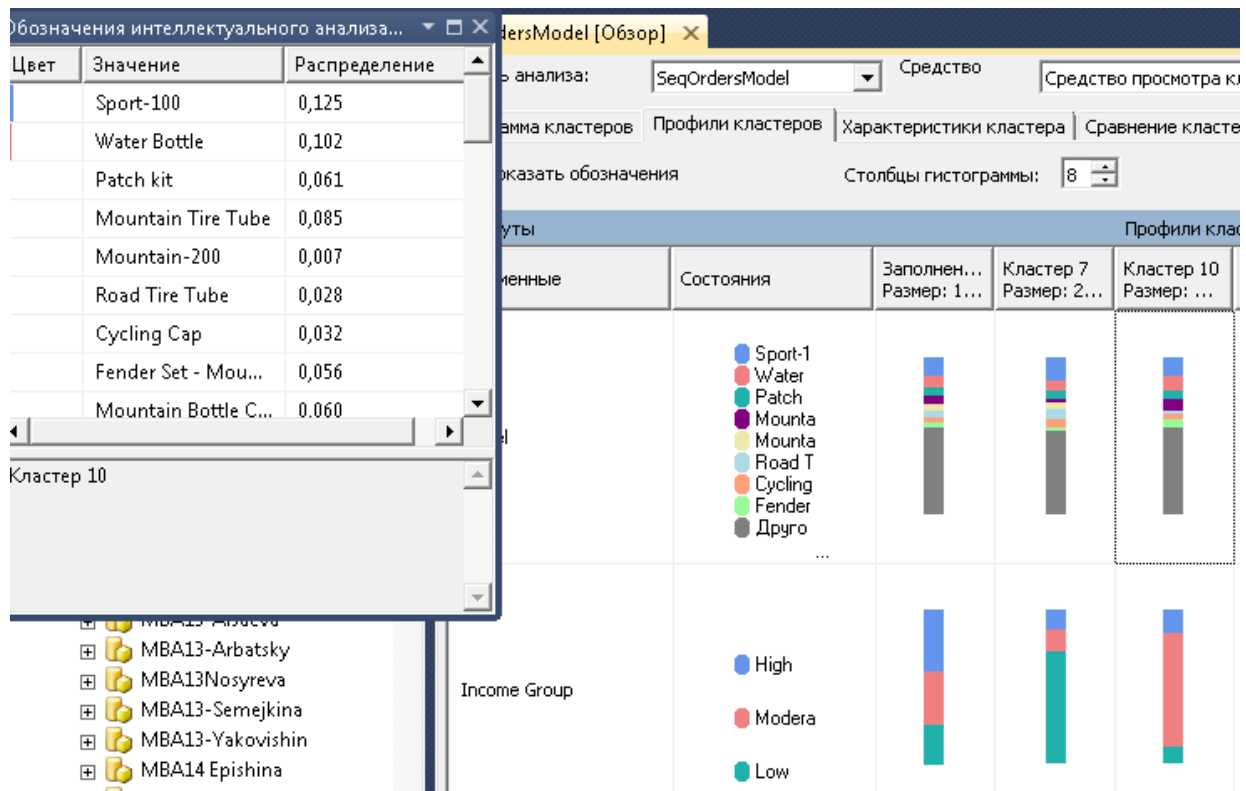 Обозначения интеллектуального анализа...
Цвет Значение Распределение
Sport-100 0,125
Water Bottle 0,102
Patch kit 0,061
Mountain Tire Tube 0,085
Mountain-200 0,007
Road Tire Tube 0,028
Cycling Cap 0,032
Fender Set - Mou... 0,056
Mountain Bottle C... 0,060
Кластер 10
MBA13-Arbatsky
MBA13Nosyreva
MBA13-Semejkina
MBA13-Yakovishin
MBA14 Epishina
dersModel [Обзор]
ь анализа: SeqOrdersModel Средство Средство просмотра к
амма кластеров Профили кластеров Характеристики кластера Сравнение класте
оказать обозначения Столбцы гистограммы: 8
уты Профили кла
менные Состояния Заполнен... Кластер 7 Кластер 10
Размер: 1... Размер: 2... Размер: ...
Sport-1
Water
Patch
Mounta
Mounta
Road T
Cycling
Fender
Друго
...
el
Income Group
High
Modera
Low